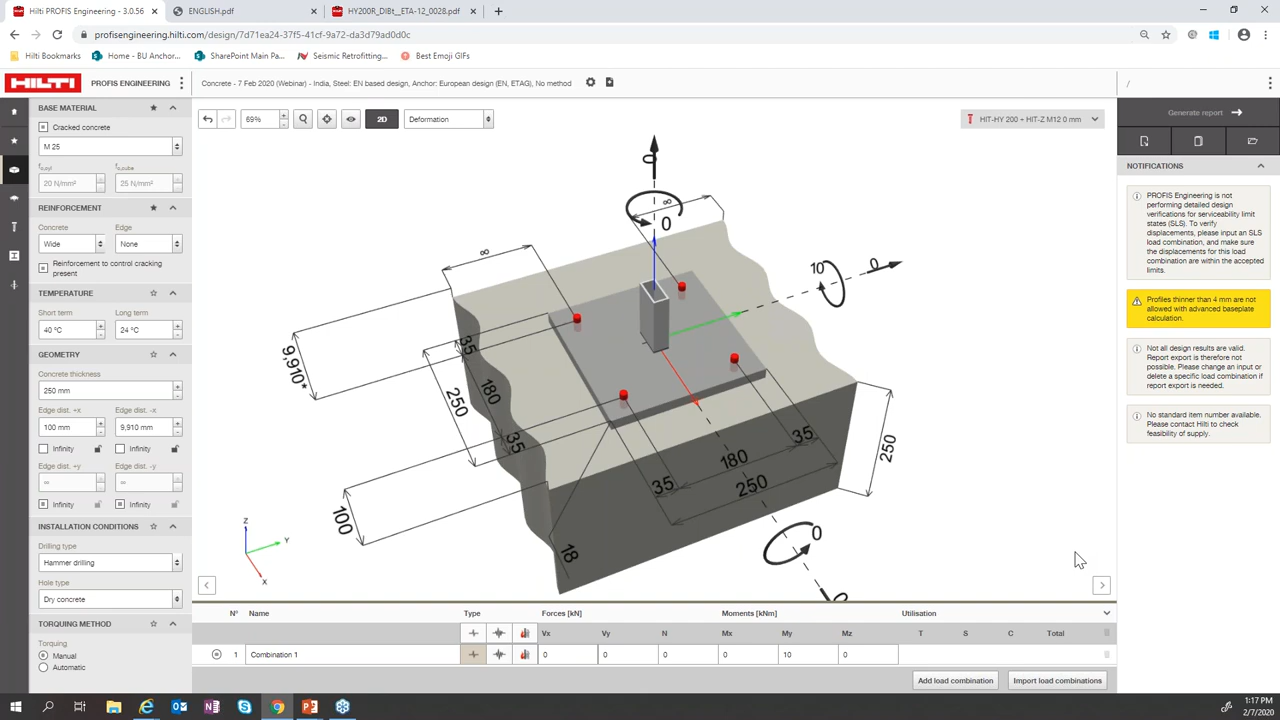 Hilti PROFIS Engineering - 3.0.56
ENGLISH.pdf
HY200R_DIBt_ETA-12_0028.pdf
profisengineering.hilti.com/design/7d71ea24-37f5-41cf-9a72-da3d79ad0d0c
Hilti Bookmarks
Home - BU Anchor...
SharePoint Main Pa...
Seismic Retrofitting...
Best Emoji GIFs
HILTI
PROFIS ENGINEERING
Concrete - 7 Feb 2020 (Webinar) - India, Steel: EN based design, Anchor: European design (EN, ETAG), No method
/
BASE MATERIAL
Cracked concrete
M 25
fc,cyl
fc,cube
20 N/mm²
25 N/mm²
REINFORCEMENT
Concrete
Edge
Wide
None
Reinforcement to control cracking
present
TEMPERATURE
Short term
Long term
40 °C
24 °C
GEOMETRY
Concrete thickness
250 mm
Edge dist. +x
Edge dist. -x
100 mm
9,910 mm
Infinity
Infinity
Edge dist. +y
Edge dist. -y
∞
∞
Infinity
Infinity
INSTALLATION CONDITIONS
Drilling type
Hammer drilling
Hole type
Dry concrete
TORQUING METHOD
Torquing
Manual
Automatic
69%
2D
Deformation
HIT-HY 200 + HIT-Z M12 0 mm
0
∞
0
∞
10
0
9,910*
35
250
180
35
35
180
35
250
250
100
18
0
0
Z
Y
X
N°
Name
Type
Forces [kN]
Moments [kNm]
Utilisation
Vx
Vy
N
Mx
My
Mz
T
S
C
Total
1
Combination 1
0
0
0
0
10
0
Add load combination
Import load combinations
Generate report
NOTIFICATIONS
PROFIS Engineering is not
performing detailed design
verifications for serviceability limit
states (SLS). To verify
displacements, please input an SLS
load combination, and make sure
the displacements for this load
combination are within the accepted
limits.
Profiles thinner than 4 mm are not
allowed with advanced baseplate
calculation.
Not all design results are valid.
Report export is therefore not
possible. Please change an input or
delete a specific load combination if
report export is needed.
No standard item number available.
Please contact Hilti to check
feasibility of supply.
1:17 PM
2/7/2020